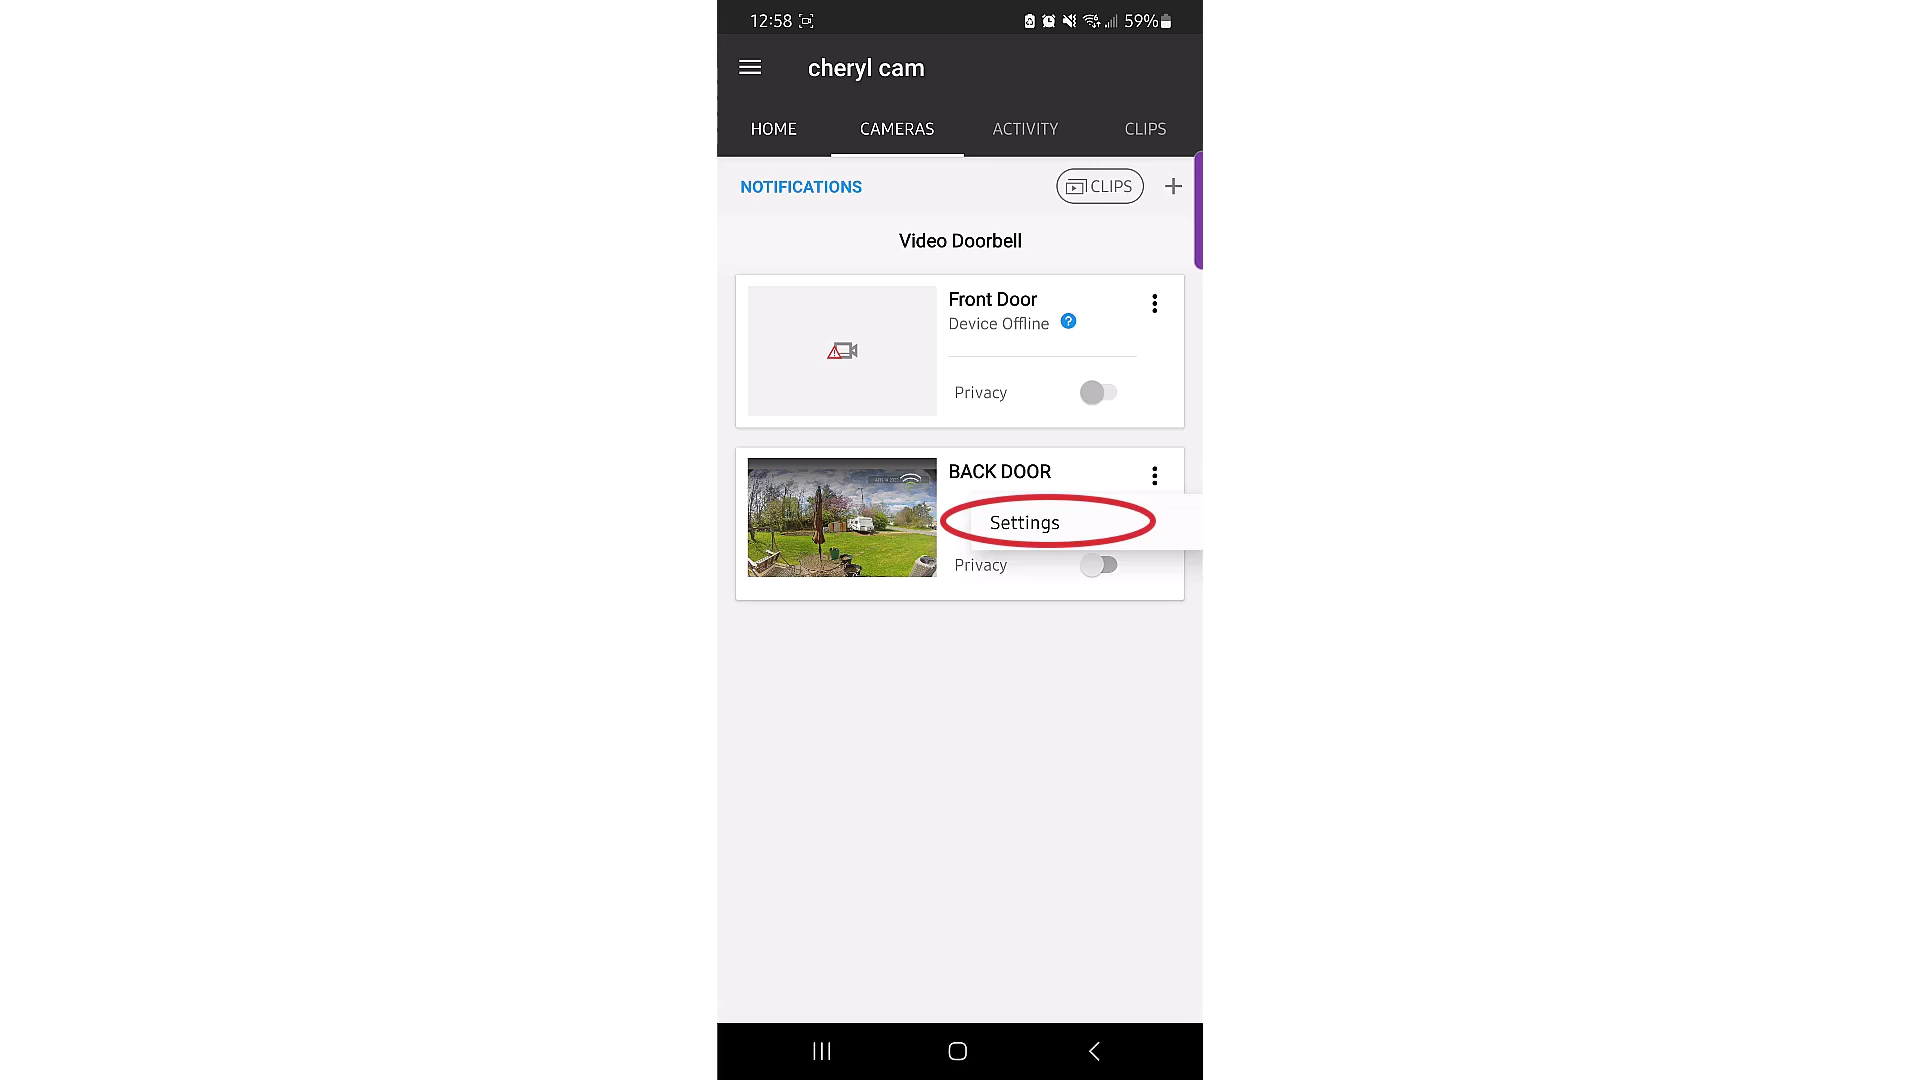 12:58
59%
cheryl cam
HOME CAMERAS ACTIVITY CLIPS
NOTIFICATIONS
CLIPS
Video Doorbell
Front Door
Device Offline ?
Privacy
BACK DOOR
Settings
Privacy